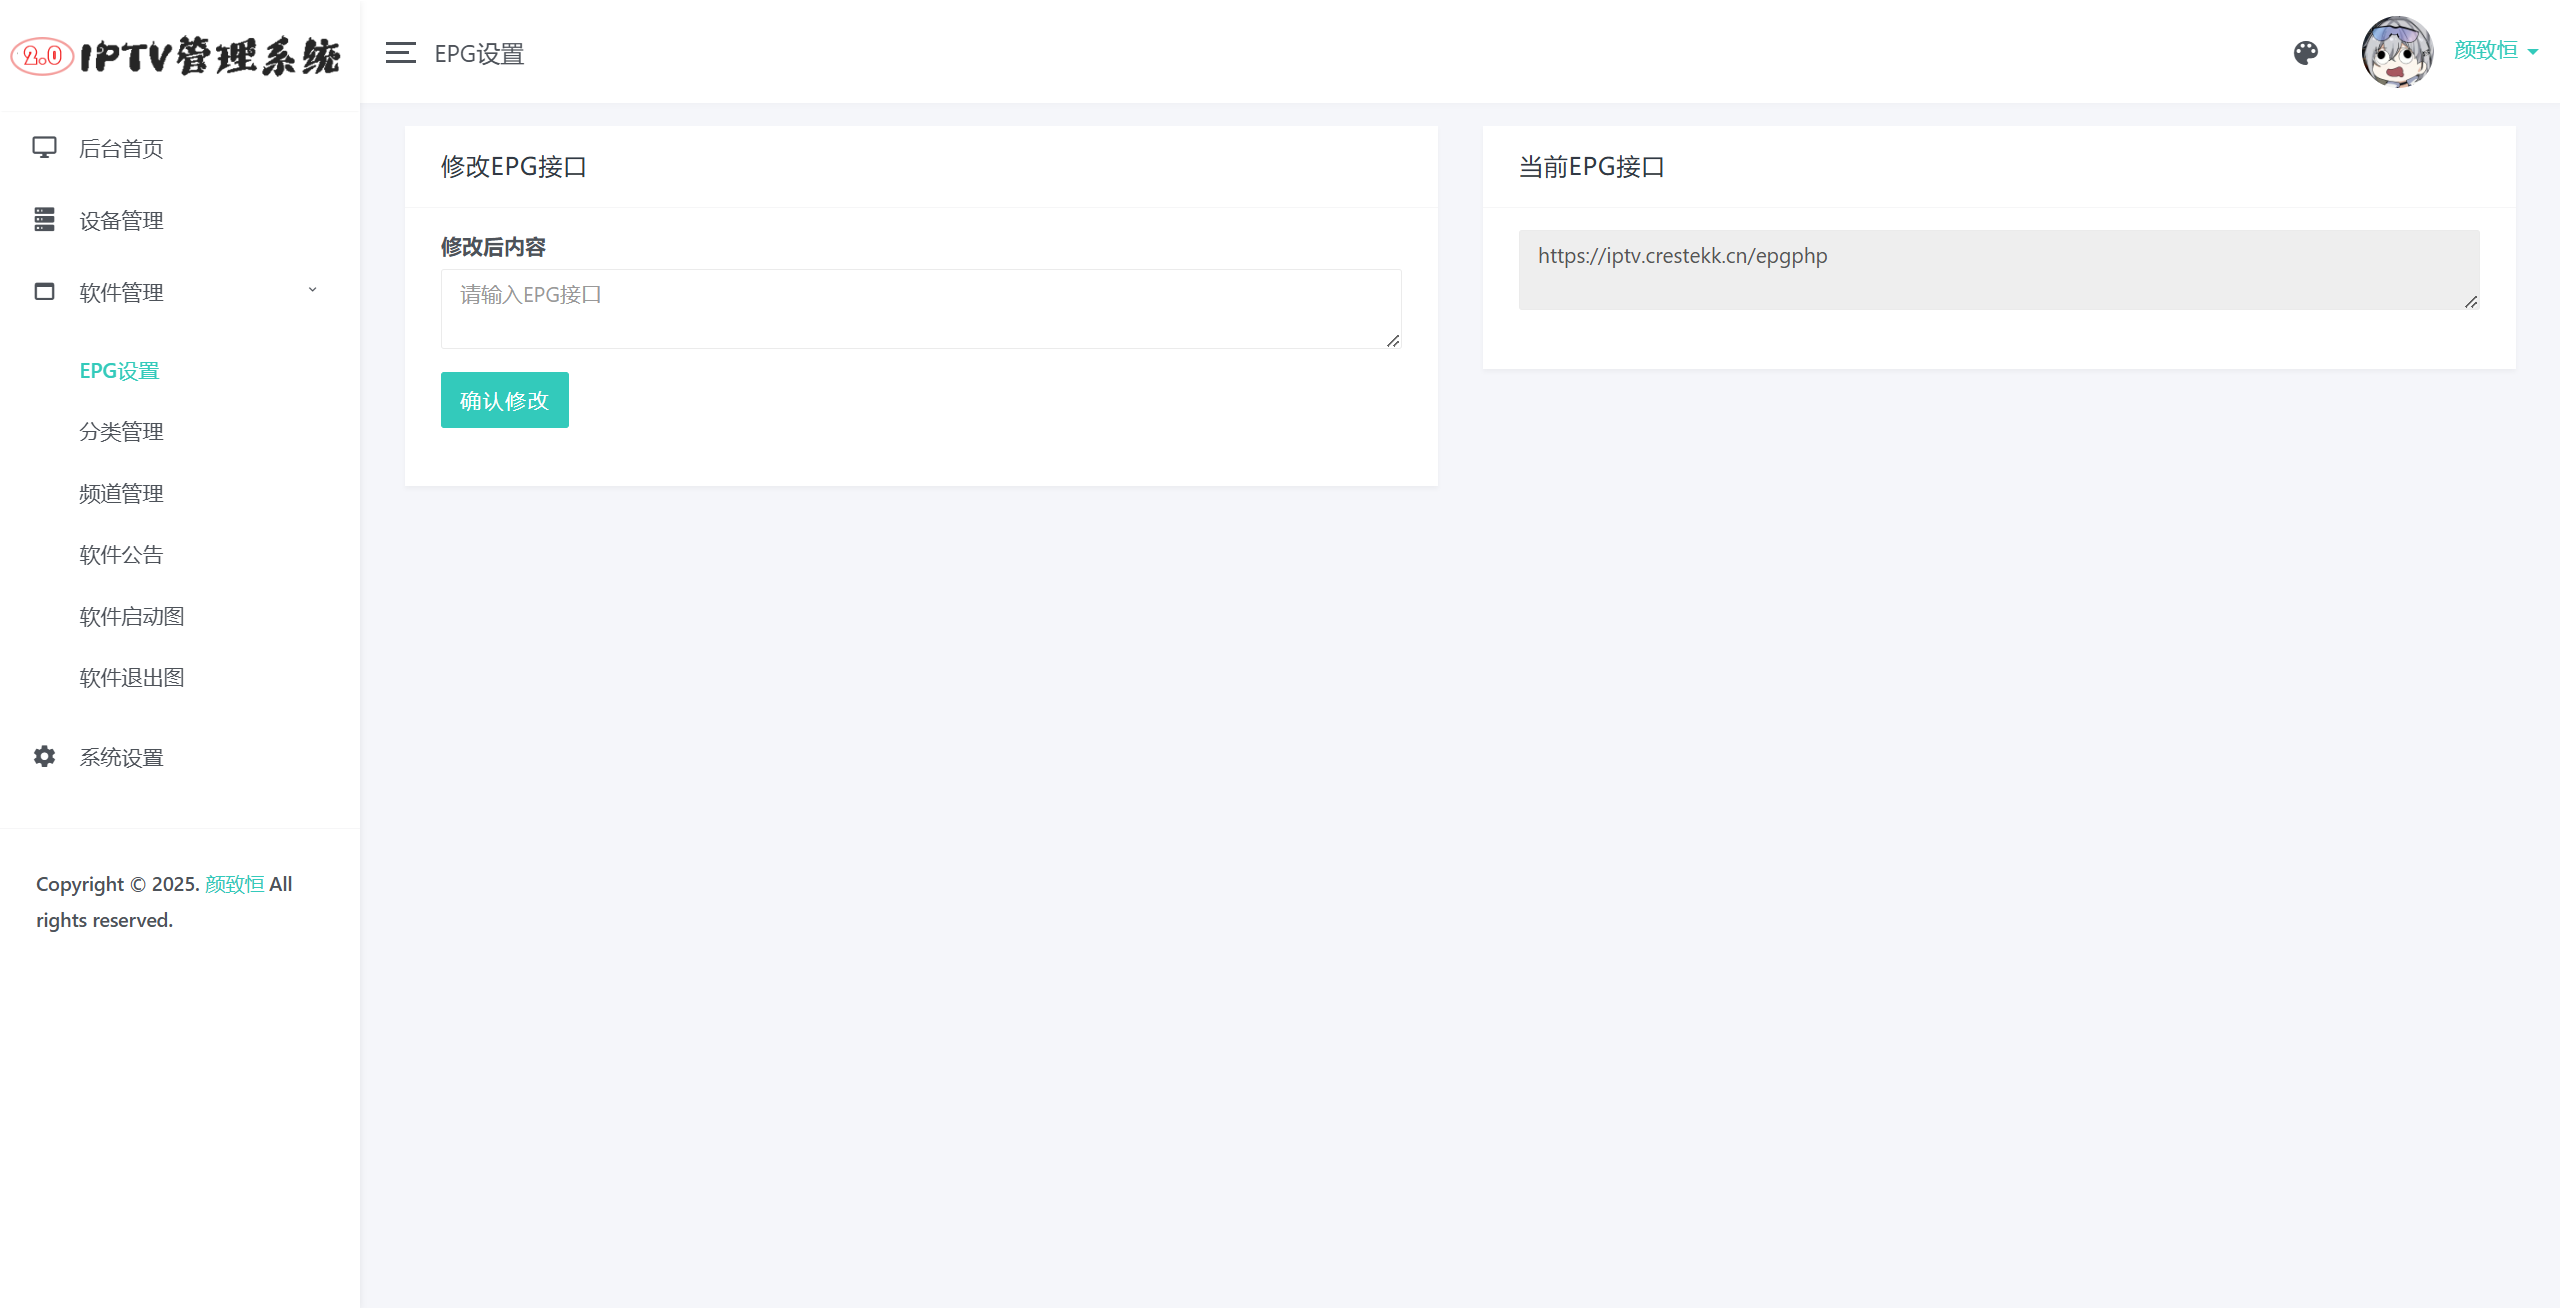 2.0 IPTV管理系统
EPG设置
颜致恒
后台首页
设备管理
软件管理
EPG设置
分类管理
频道管理
软件公告
软件启动图
软件退出图
系统设置
Copyright © 2025. 颜致恒 All
rights reserved.
修改EPG接口
修改后内容
请输入EPG接口
确认修改
当前EPG接口
https://iptv.crestekk.cn/epgphp